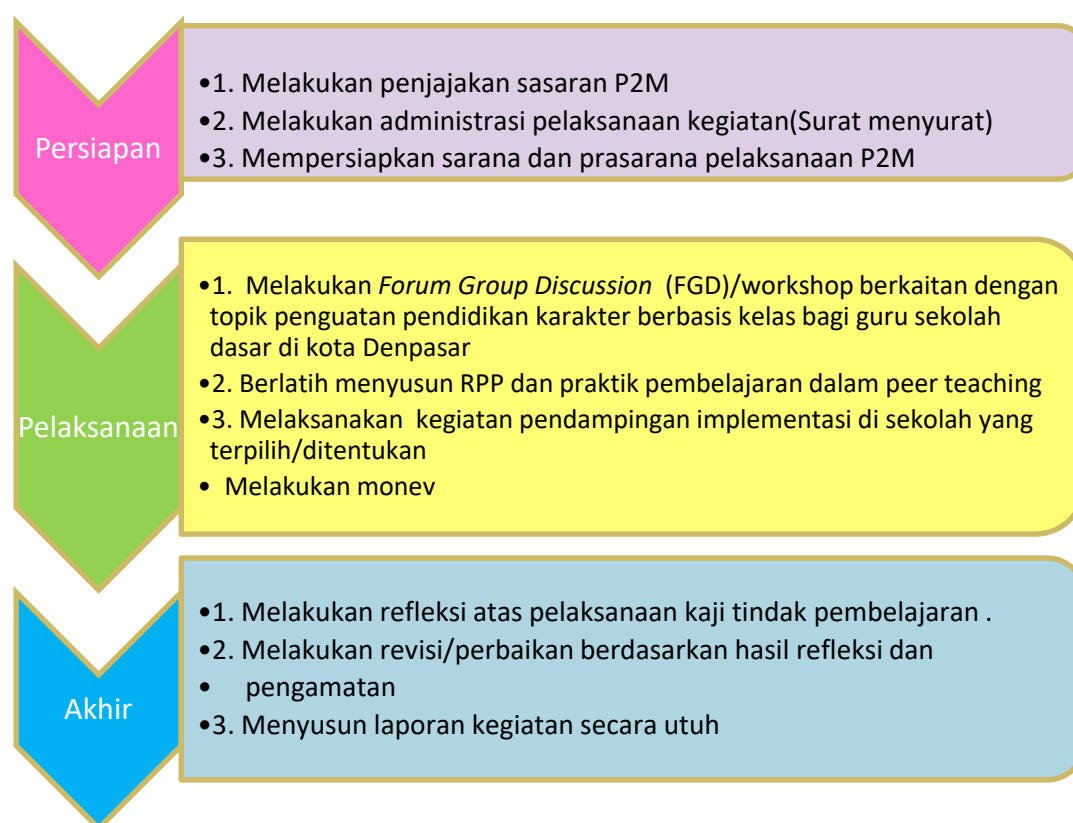 Persiapan
•1. Melakukan penjajakan sasaran P2M
•2. Melakukan administrasi pelaksanaan kegiatan(Surat menyurat)
•3. Mempersiapkan sarana dan prasarana pelaksanaan P2M
Pelaksanaan
•1. Melakukan Forum Group Discussion (FGD)/workshop berkaitan dengan
topik penguatan pendidikan karakter berbasis kelas bagi guru sekolah
dasar di kota Denpasar
•2. Berlatih menyusun RPP dan praktik pembelajaran dalam peer teaching
•3. Melaksanakan kegiatan pendampingan implementasi di sekolah yang
terpilih/ditentukan
• Melakukan monev
Akhir
•1. Melakukan refleksi atas pelaksanaan kaji tindak pembelajaran .
•2. Melakukan revisi/perbaikan berdasarkan hasil refleksi dan
• pengamatan
•3. Menyusun laporan kegiatan secara utuh